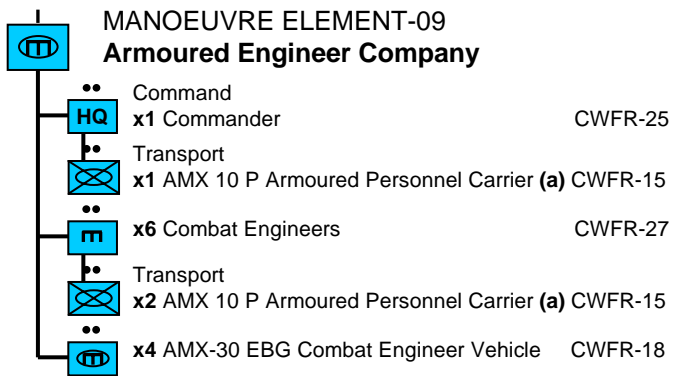 MANOEUVRE ELEMENT-09
Armoured Engineer Company
Command
HQ x1 Commander CWFR-25
Transport
x1 AMX 10 P Armoured Personnel Carrier (a) CWFR-15
x6 Combat Engineers CWFR-27
Transport
x2 AMX 10 P Armoured Personnel Carrier (a) CWFR-15
x4 AMX-30 EBG Combat Engineer Vehicle CWFR-18